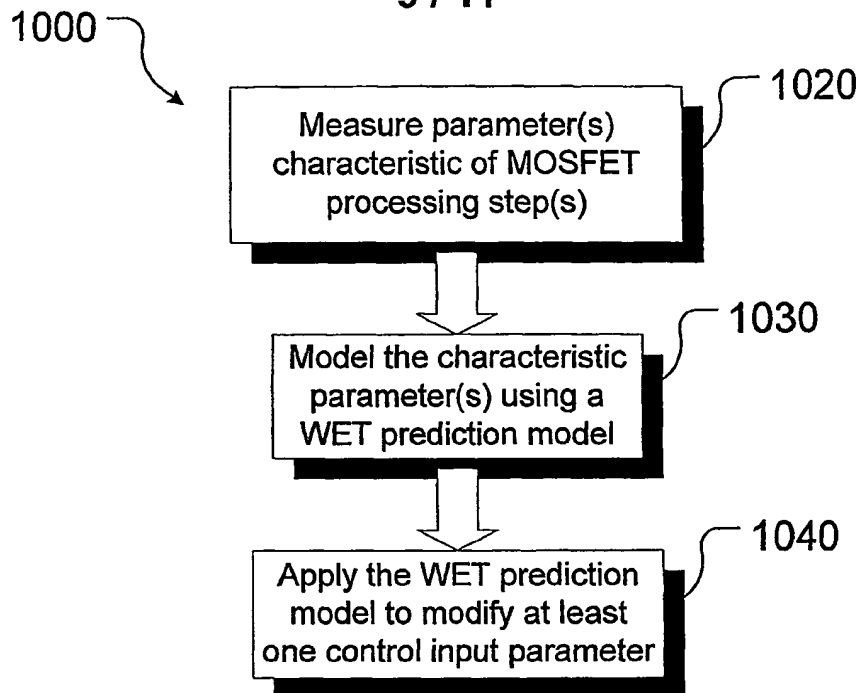 1000
1020
Measure parameter(s)
characteristic of MOSFET
processing step(s)
1030
Model the characteristic
parameter(s) using a
WET prediction model
1040
Apply the WET prediction
model to modify at least
one control input parameter